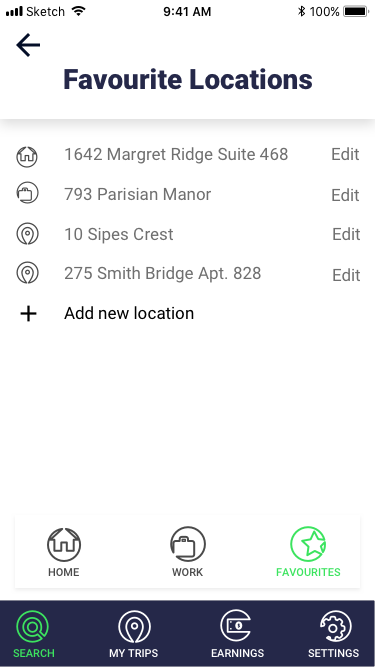 Sketch 9:41 AM 100%
Favourite Locations
1642 Margret Ridge Suite 468 Edit
793 Parisian Manor Edit
10 Sipes Crest Edit
275 Smith Bridge Apt. 828 Edit
Add new location
HOME WORK FAVOURITES
SEARCH MY TRIPS EARNINGS SETTINGS